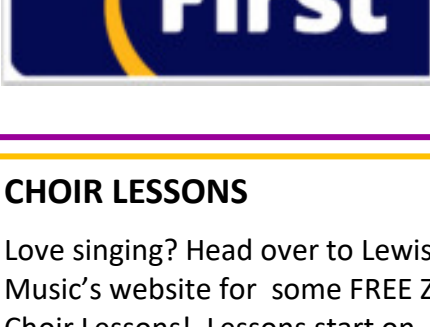 First
CHOIR LESSONS
Love singing? Head over to Lewis
Music's website for some FREE Z
Choir Lessons! Lessons start on